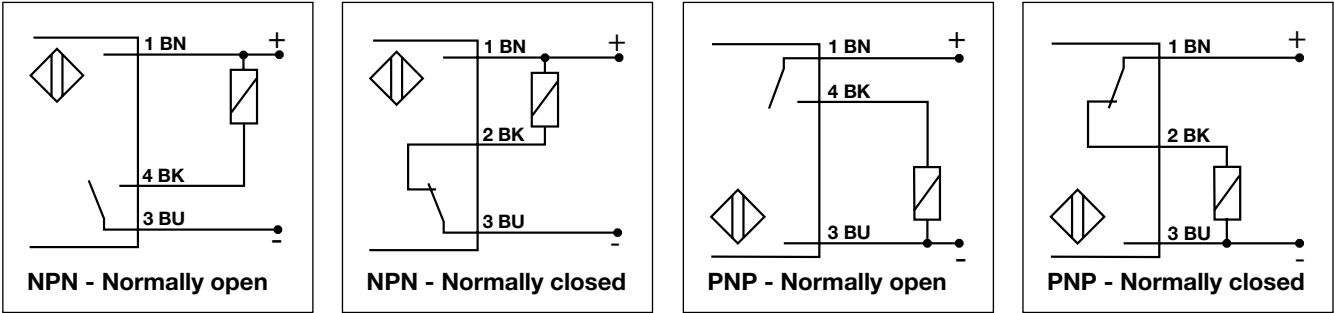 1 BN
+
4 BK
3 BU
-
NPN - Normally open
1 BN
+
2 BK
3 BU
-
NPN - Normally closed
1 BN
+
4 BK
3 BU
-
PNP - Normally open
1 BN
+
2 BK
3 BU
-
PNP - Normally closed